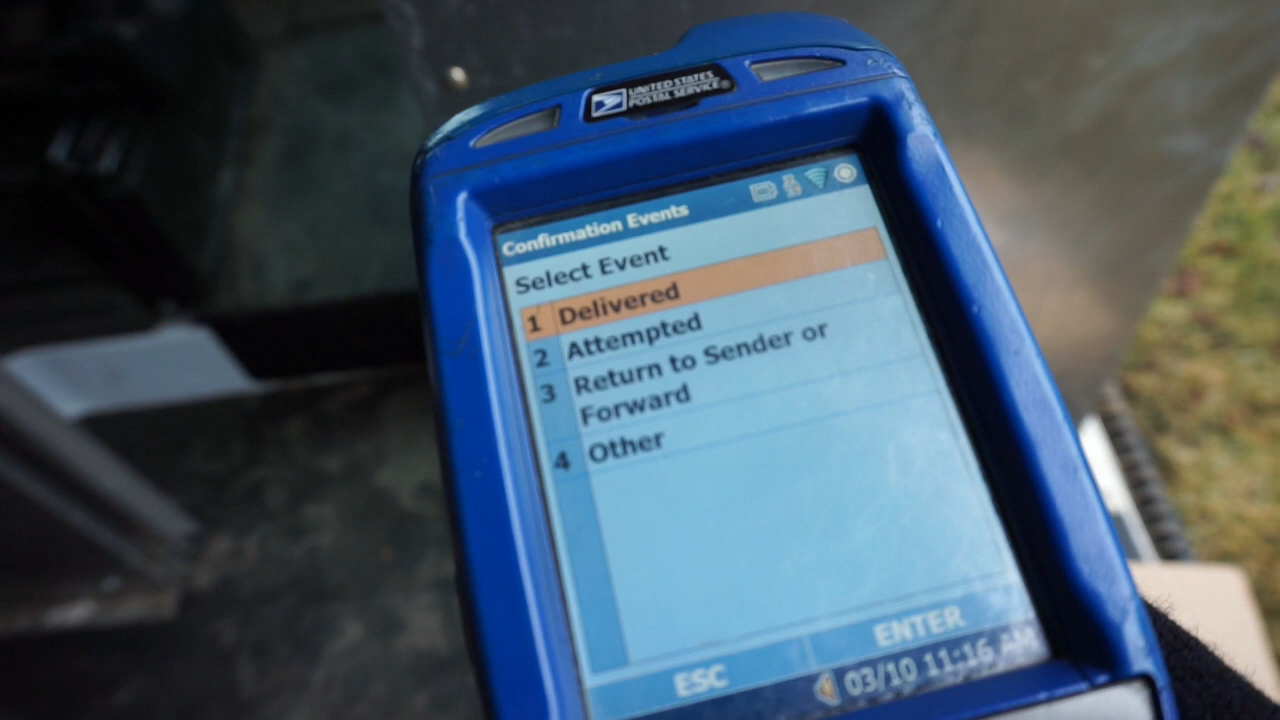 UNITED STATES
POSTAL SERVICE®
Confirmation Events
Select Event
1 Delivered
2 Attempted
3 Return to Sender or
Forward
4 Other
ESC ENTER
03/10 11:16 AM